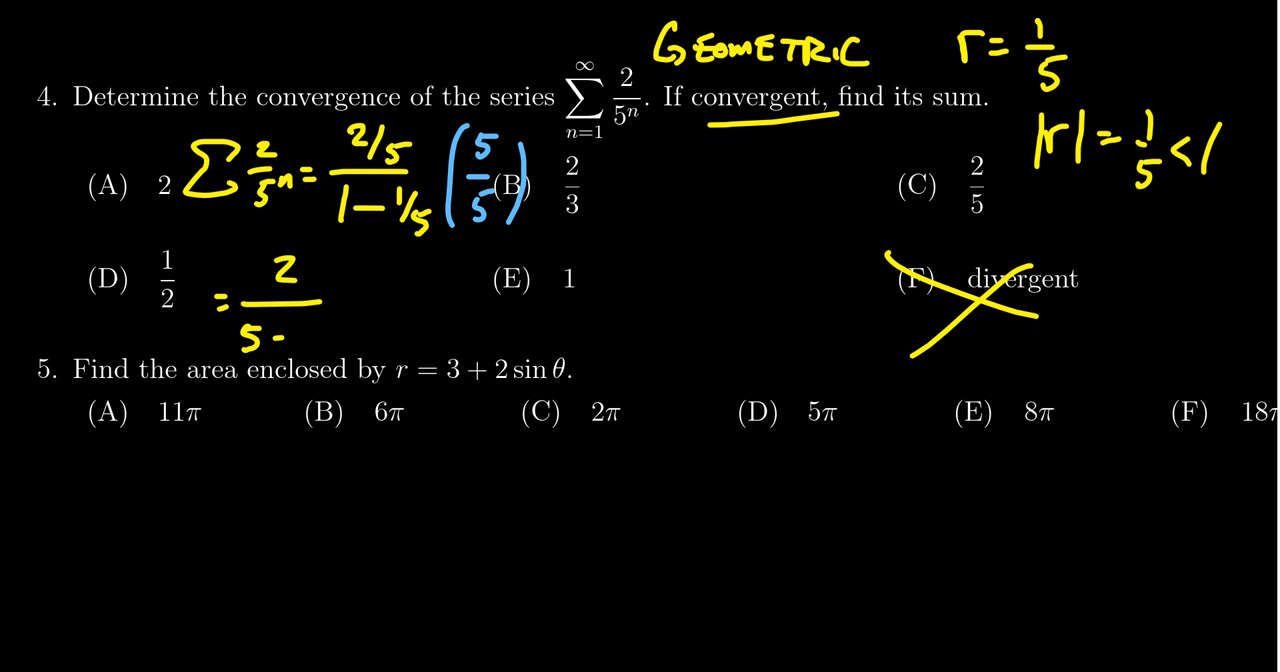 GEOMETRIC r = 1/5
4. Determine the convergence of the series ∑_{n=1}^{∞} 2/5ⁿ. If convergent, find its sum.
|r| = 1/5 < 1
(A) 2 (B) 2/3 (C) 2/5
∑ 2/5ⁿ = (2/5)/(1 − 1/5) (5/5)
(D) 1/2 (E) 1 (F) divergent
= 2/(5 -
5. Find the area enclosed by r = 3 + 2 sin θ.
(A) 11π (B) 6π (C) 2π (D) 5π (E) 8π (F) 18π